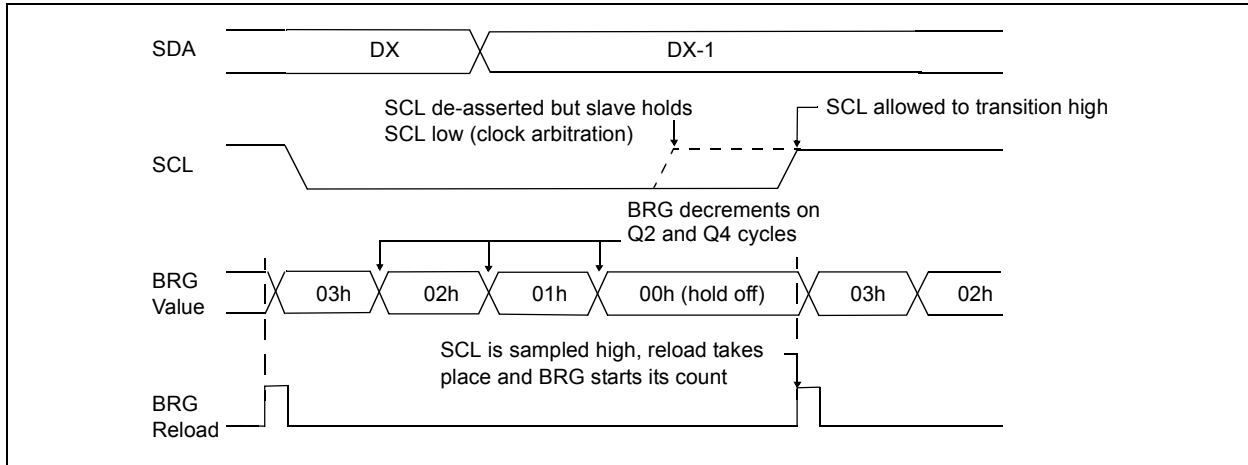 SDA
DX
DX-1
SCL de-asserted but slave holds
SCL low (clock arbitration)
SCL allowed to transition high
SCL
BRG decrements on
Q2 and Q4 cycles
BRG
Value
03h
02h
01h
00h (hold off)
03h
02h
SCL is sampled high, reload takes
place and BRG starts its count
BRG
Reload